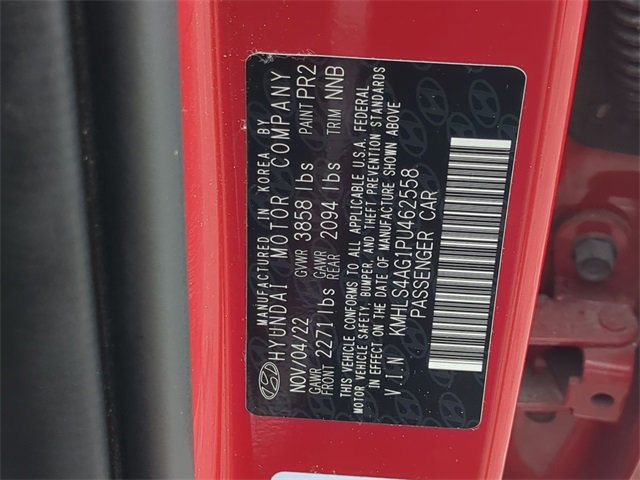 MANUFACTURED IN KOREA BY
HYUNDAI MOTOR COMPANY
NOV/04/22 GVWR 3858 lbs PAINT PR2
GAWR FRONT 2271 lbs GAWR REAR 2094 lbs TRIM NNB
THIS VEHICLE CONFORMS TO ALL APPLICABLE U.S.A. FEDERAL
MOTOR VEHICLE SAFETY, BUMPER, AND THEFT PREVENTION STANDARDS
IN EFFECT ON THE DATE OF MANUFACTURE SHOWN ABOVE
V.I.N KMHLS4AG1PU462558
PASSENGER CAR